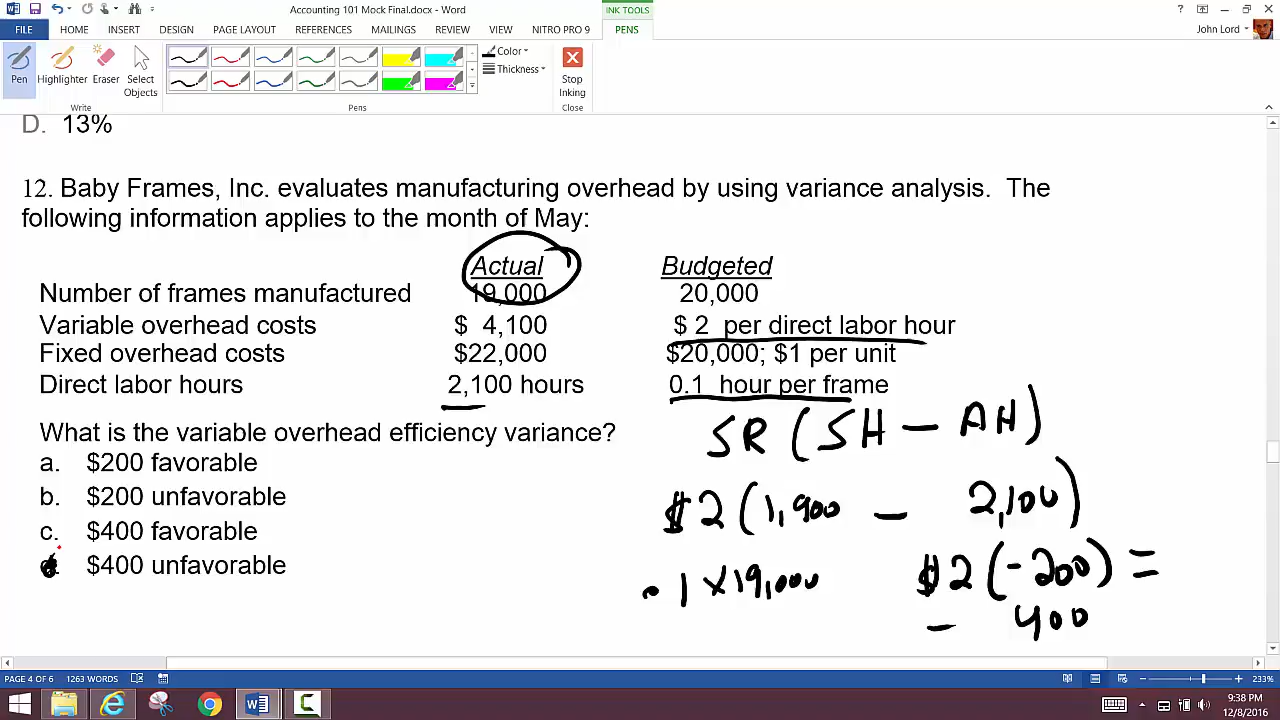 Accounting 101 Mock Final.docx - Word
INK TOOLS
FILE HOME INSERT DESIGN PAGE LAYOUT REFERENCES MAILINGS REVIEW VIEW NITRO PRO 9 PENS
John Lord
Pen Highlighter Eraser Select Objects
Color
Thickness
Stop Inking
Write Pens Close
D. 13%
12. Baby Frames, Inc. evaluates manufacturing overhead by using variance analysis. The
following information applies to the month of May:
Actual Budgeted
Number of frames manufactured 19,000 20,000
Variable overhead costs $ 4,100 $ 2 per direct labor hour
Fixed overhead costs $22,000 $20,000; $1 per unit
Direct labor hours 2,100 hours 0.1 hour per frame
SR (SH - AH)
What is the variable overhead efficiency variance?
a. $200 favorable
b. $200 unfavorable
$2 (1,900 - 2,100)
c. $400 favorable
d. $400 unfavorable
.1 x 19,000
$2 (-200) =
- 400
PAGE 4 OF 6 1263 WORDS
233%
9:38 PM
12/8/2016